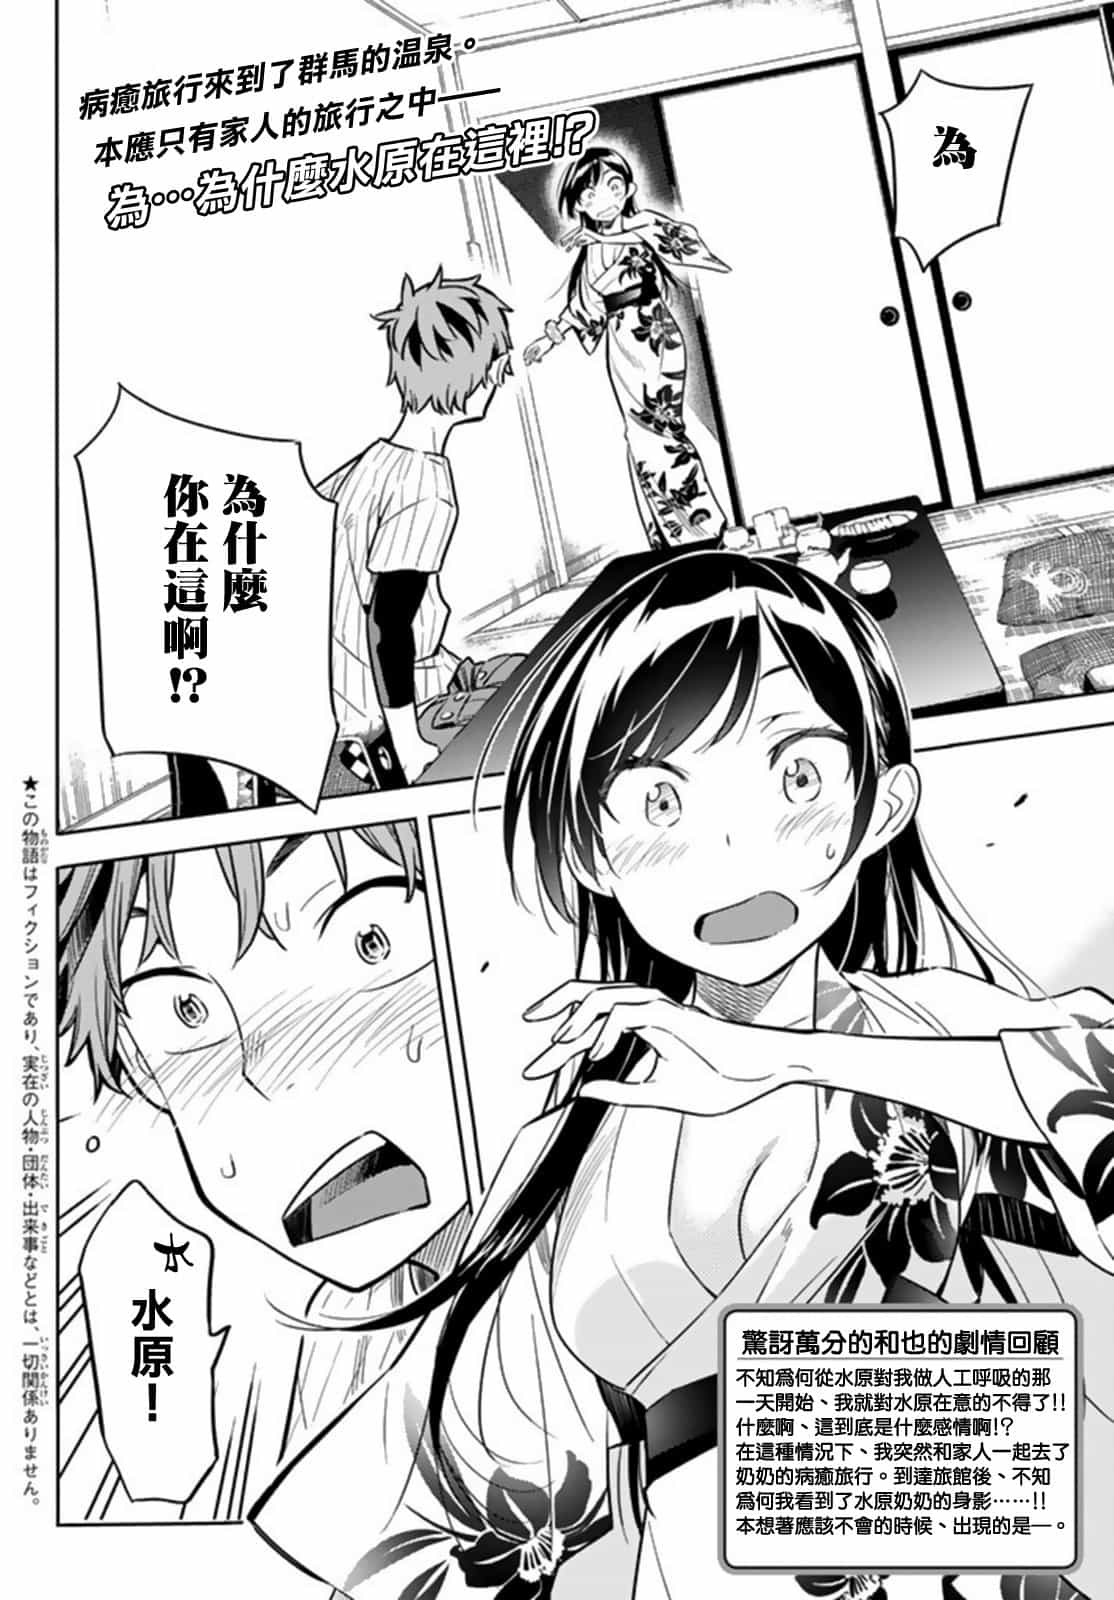 病癒旅行來到了群馬的温泉。
本應只有家人的旅行之中——
為…為什麼水原在這裡!?
為
為什麼
你在這啊!?
水
水原！
驚訝萬分的和也的劇情回顧
不知為何從水原對我做人工呼吸的那
一天開始、我就對水原在意的不得了!!
什麼啊、這到底是什麼感情啊!?
在這種情況下、我突然和家人一起去了
奶奶的病癒旅行。到達旅館後、不知
為何我看到了水原奶奶的身影……!!
本想著應該不會的時候、出現的是—。
★この物語はフィクションであり、実在の人物・団体・出来事などとは、一切関係ありません。